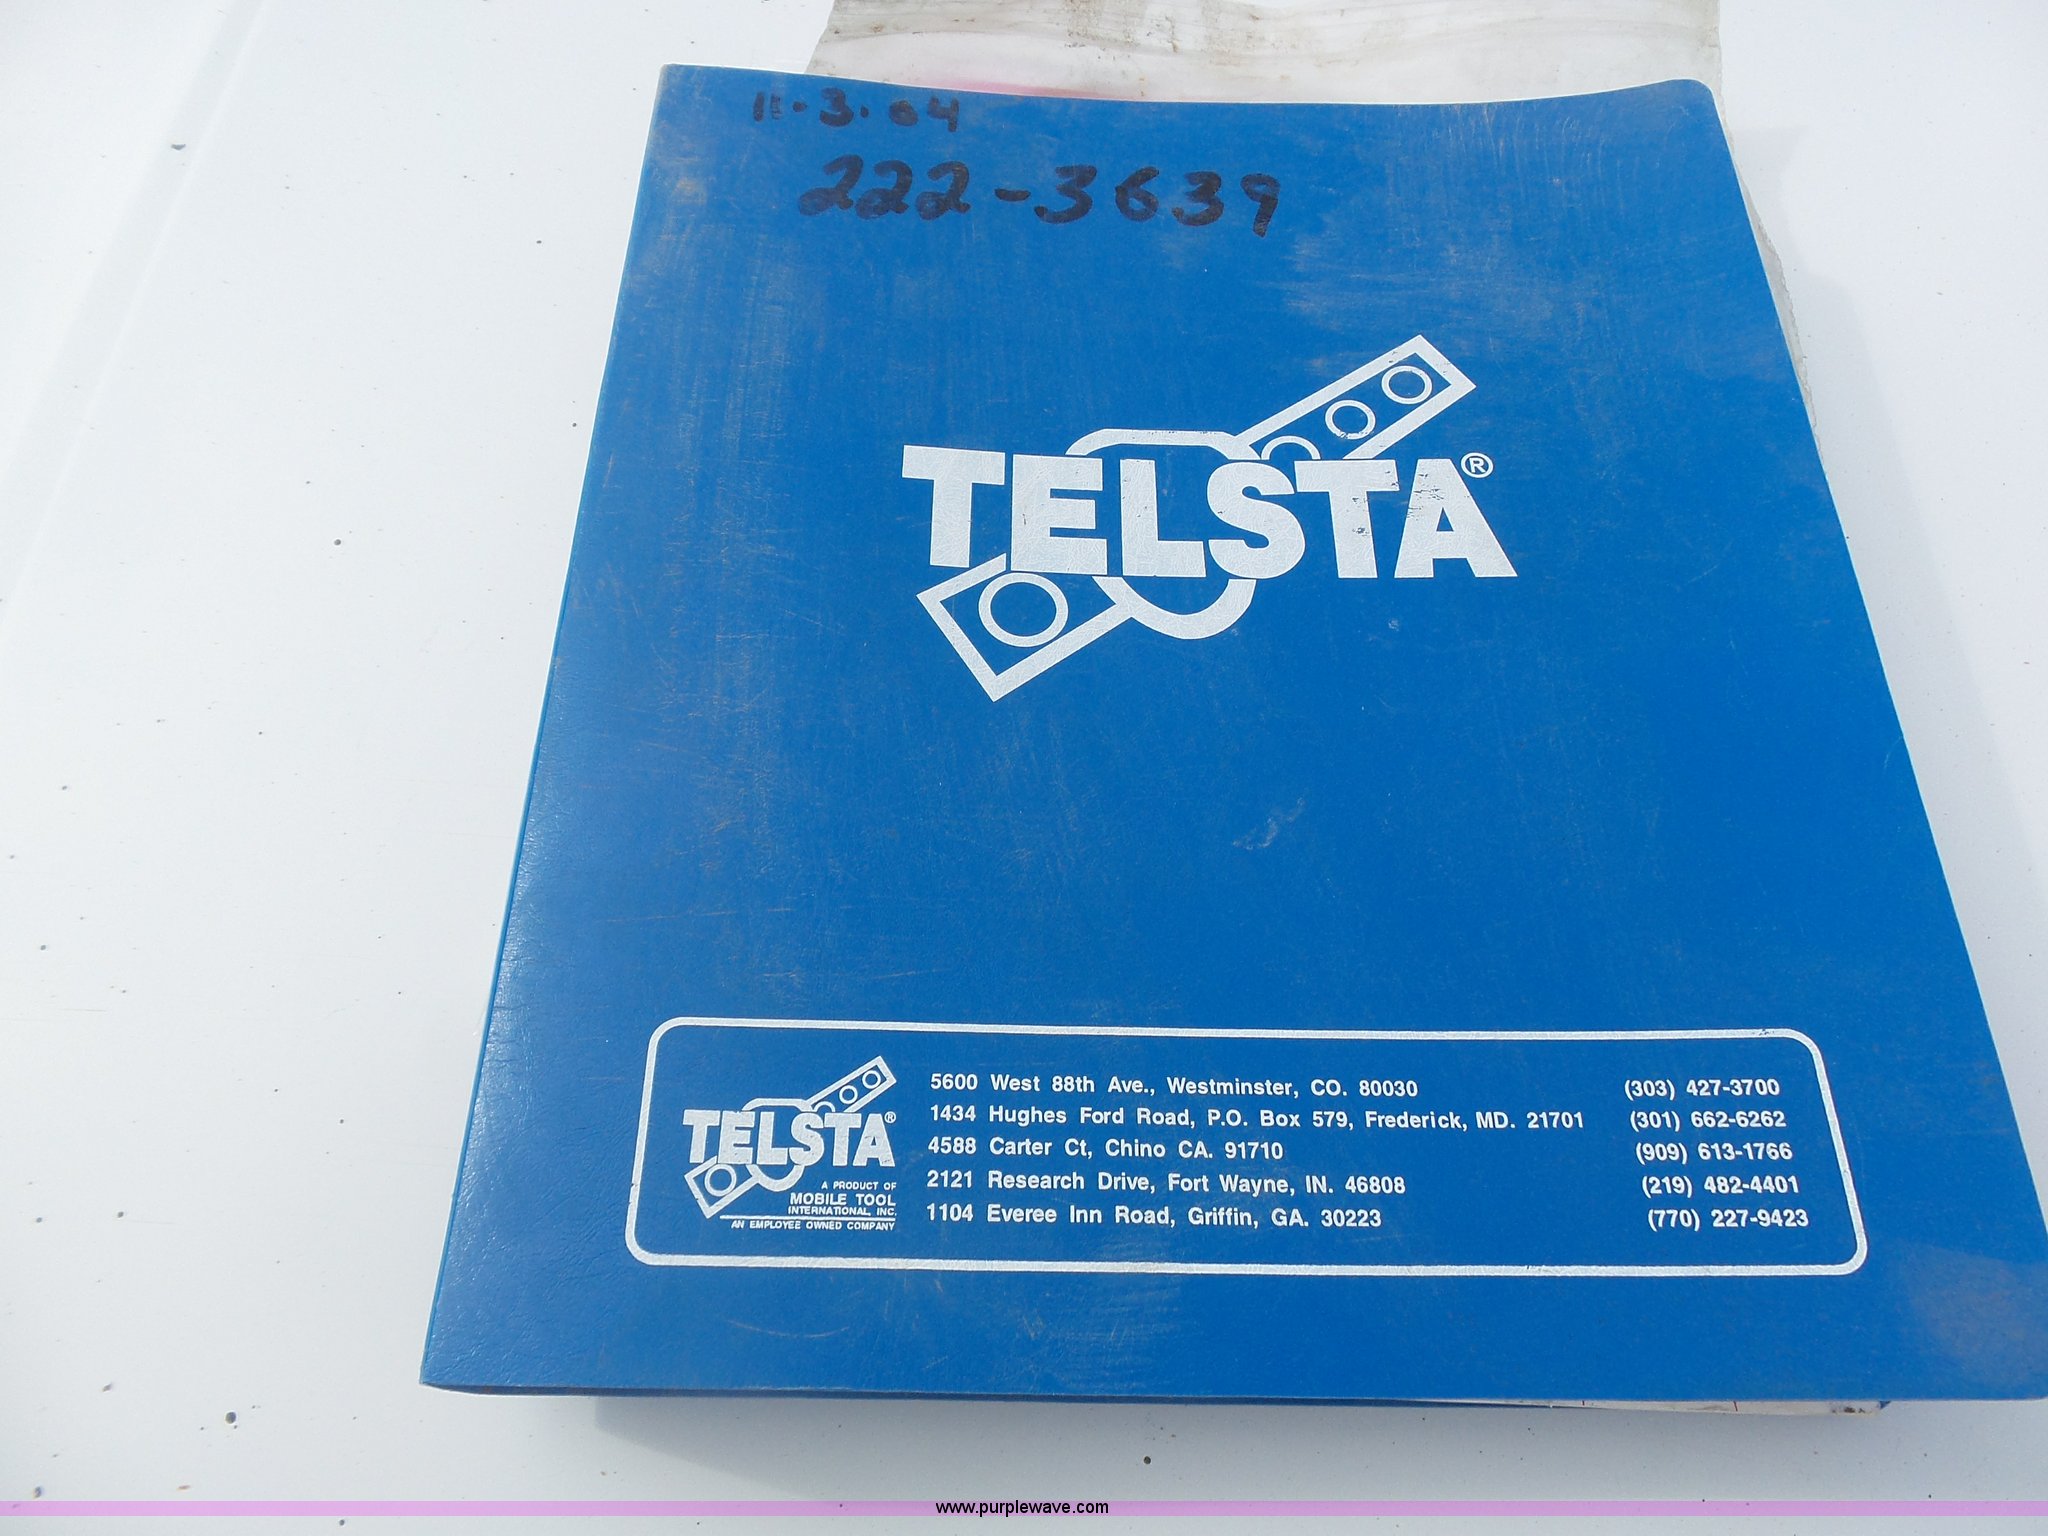 11-3-04
222-3639
TELSTA®
5600 West 88th Ave., Westminster, CO. 80030 (303) 427-3700
1434 Hughes Ford Road, P.O. Box 579, Frederick, MD. 21701 (301) 662-6262
4588 Carter Ct, Chino CA. 91710 (909) 613-1766
2121 Research Drive, Fort Wayne, IN. 46808 (219) 482-4401
1104 Everee Inn Road, Griffin, GA. 30223 (770) 227-9423
TELSTA®
A PRODUCT OF
MOBILE TOOL
INTERNATIONAL, INC.
AN EMPLOYEE OWNED COMPANY
www.purplewave.com